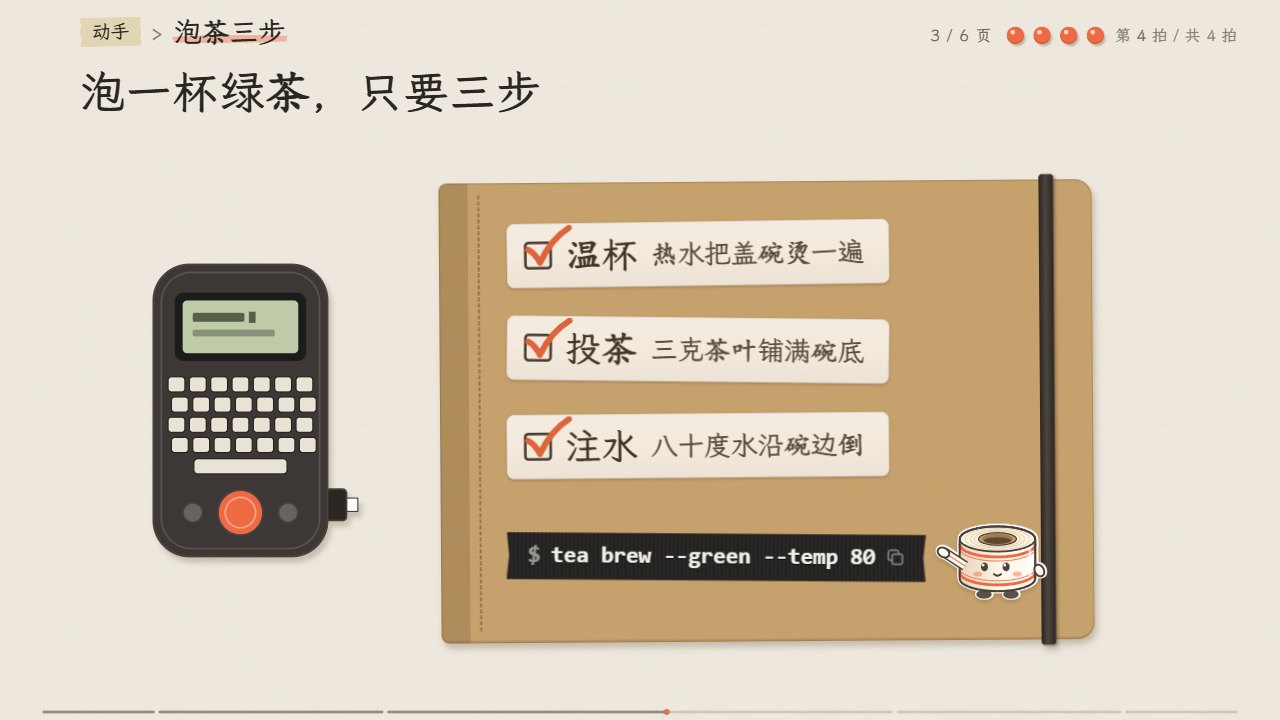 动手 > 泡茶三步
3 / 6 页 第 4 拍 / 共 4 拍
泡一杯绿茶，只要三步
温杯 热水把盖碗烫一遍
投茶 三克茶叶铺满碗底
注水 八十度水沿碗边倒
$ tea brew --green --temp 80